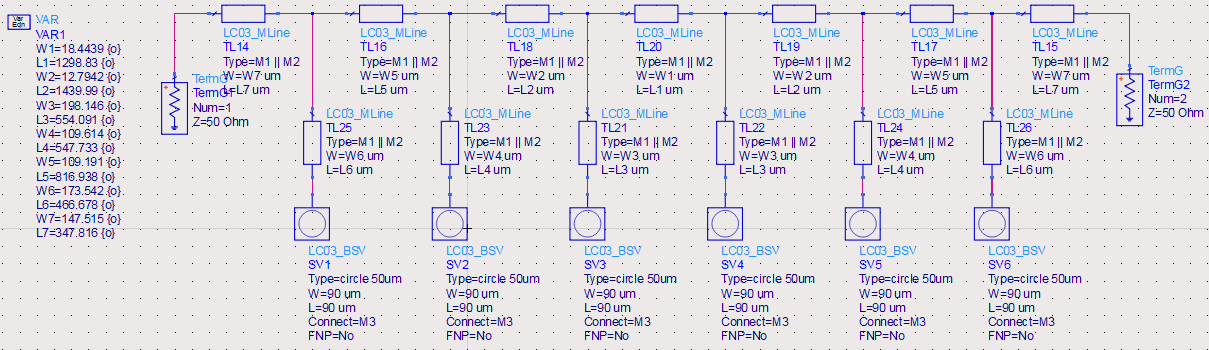 Var
Eqn
VAR
VAR1
W1=18.4439 {o}
L1=1298.83 {o}
W2=12.7942 {o}
L2=1439.99 {o}
W3=198.146 {o}
L3=554.091 {o}
W4=109.614 {o}
L4=547.733 {o}
W5=109.191 {o}
L5=816.938 {o}
W6=173.542 {o}
L6=466.678 {o}
W7=147.515 {o}
L7=347.816 {o}
TermG
TermG1
Num=1
Z=50 Ohm
LC03_MLine
TL14
Type=M1 || M2
W=W7 um
L=L7 um
LC03_MLine
TL16
Type=M1 || M2
W=W5 um
L=L5 um
LC03_MLine
TL18
Type=M1 || M2
W=W2 um
L=L2 um
LC03_MLine
TL20
Type=M1 || M2
W=W1 um
L=L1 um
LC03_MLine
TL19
Type=M1 || M2
W=W2 um
L=L2 um
LC03_MLine
TL17
Type=M1 || M2
W=W5 um
L=L5 um
LC03_MLine
TL15
Type=M1 || M2
W=W7 um
L=L7 um
TermG
TermG2
Num=2
Z=50 Ohm
LC03_MLine
TL25
Type=M1 || M2
W=W6 um
L=L6 um
LC03_MLine
TL23
Type=M1 || M2
W=W4 um
L=L4 um
LC03_MLine
TL21
Type=M1 || M2
W=W3 um
L=L3 um
LC03_MLine
TL22
Type=M1 || M2
W=W3 um
L=L3 um
LC03_MLine
TL24
Type=M1 || M2
W=W4 um
L=L4 um
LC03_MLine
TL26
Type=M1 || M2
W=W6 um
L=L6 um
LC03_BSV
SV1
Type=circle 50um
W=90 um
L=90 um
Connect=M3
FNP=No
LC03_BSV
SV2
Type=circle 50um
W=90 um
L=90 um
Connect=M3
FNP=No
LC03_BSV
SV3
Type=circle 50um
W=90 um
L=90 um
Connect=M3
FNP=No
LC03_BSV
SV4
Type=circle 50um
W=90 um
L=90 um
Connect=M3
FNP=No
LC03_BSV
SV5
Type=circle 50um
W=90 um
L=90 um
Connect=M3
FNP=No
LC03_BSV
SV6
Type=circle 50um
W=90 um
L=90 um
Connect=M3
FNP=No